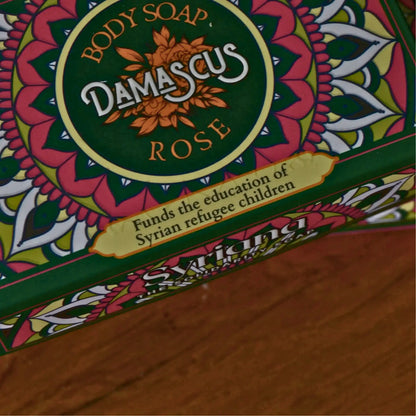 BODY SOAP
DAMASCUS
ROSE
Funds the education of
Syrian refugee children
Syriana